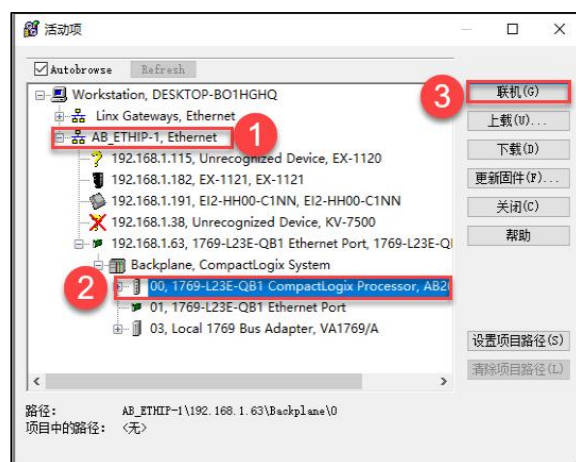 活动项
Autobrowse Refresh
Workstation, DESKTOP-BO1HGHQ
Linx Gateways, Ethernet
AB_ETHIP-1, Ethernet
1
192.168.1.115, Unrecognized Device, EX-1120
192.168.1.182, EX-1121, EX-1121
192.168.1.191, EI2-HH00-C1NN, EI2-HH00-C1NN
192.168.1.38, Unrecognized Device, KV-7500
192.168.1.63, 1769-L23E-QB1 Ethernet Port, 1769-L23E-Q
Backplane, CompactLogix System
2
00, 1769-L23E-QB1 CompactLogix Processor, AB2
01, 1769-L23E-QB1 Ethernet Port
03, Local 1769 Bus Adapter, VA1769/A
3
联机(G)
上载(U)...
下载(D)
更新固件(F)...
关闭(C)
帮助
设置项目路径(S)
清除项目路径(L)
路径: AB_ETHIP-1\192.168.1.63\Backplane\0
项目中的路径: <无>